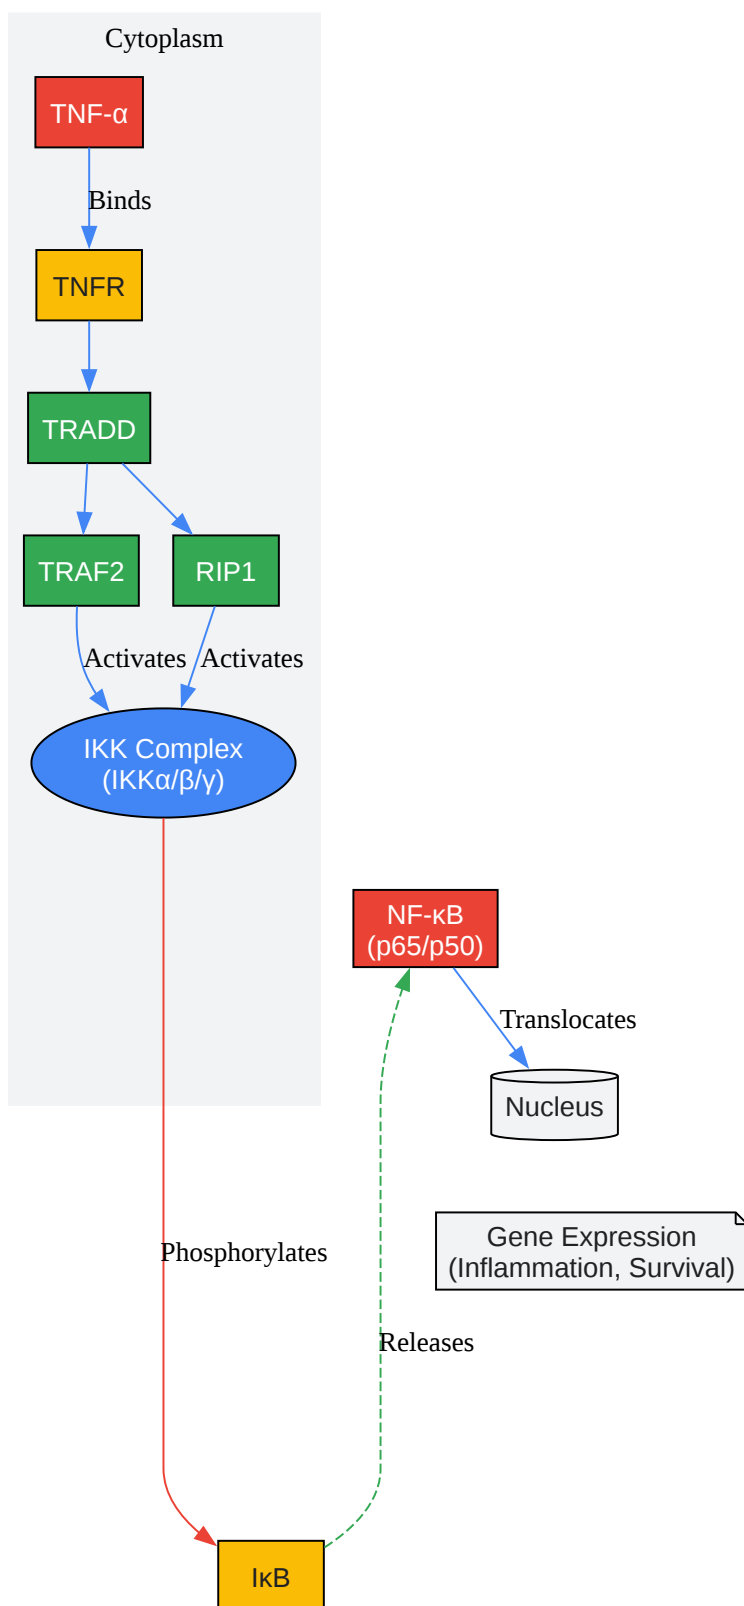 Cytoplasm
TNF-α
Binds
TNFR
TRADD
TRAF2
RIP1
Activates
Activates
IKK Complex
(IKKα/β/γ)
NF-κB
(p65/p50)
Translocates
Nucleus
Phosphorylates
Gene Expression
(Inflammation, Survival)
Releases
IκB